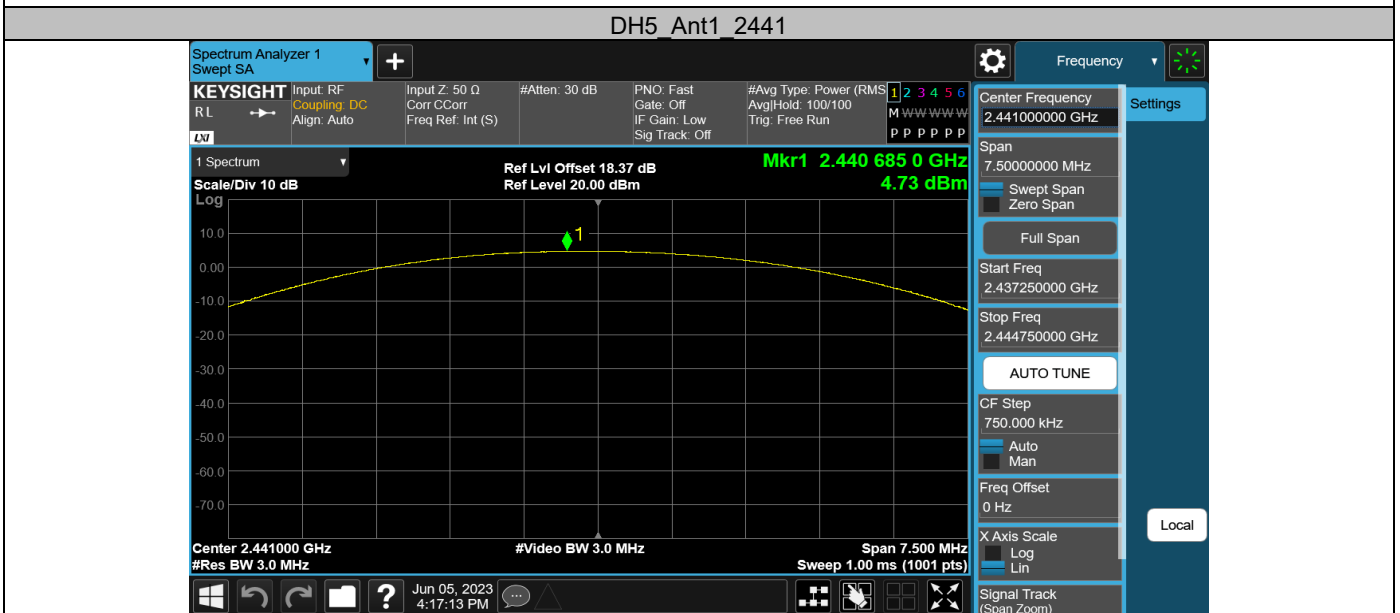 DH5_Ant1_2441
Spectrum Analyzer 1
Swept SA
Frequency
KEYSIGHT
RL
LXI
Input: RF
Coupling: DC
Align: Auto
Input Z: 50 Ω
Corr CCorr
Freq Ref: Int (S)
#Atten: 30 dB
PNO: Fast
Gate: Off
IF Gain: Low
Sig Track: Off
#Avg Type: Power (RMS
Avg|Hold: 100/100
Trig: Free Run
1 2 3 4 5 6
M W W W W W
P P P P P P
Center Frequency
2.441000000 GHz
Settings
Span
7.50000000 MHz
Swept Span
Zero Span
Full Span
Start Freq
2.437250000 GHz
Stop Freq
2.444750000 GHz
AUTO TUNE
CF Step
750.000 kHz
Auto
Man
Freq Offset
0 Hz
X Axis Scale
Log
Lin
Signal Track
(Span Zoom)
Local
1 Spectrum
Scale/Div 10 dB
Log
Ref Lvl Offset 18.37 dB
Ref Level 20.00 dBm
Mkr1 2.440 685 0 GHz
4.73 dBm
1
10.0
0.00
-10.0
-20.0
-30.0
-40.0
-50.0
-60.0
-70.0
Center 2.441000 GHz
#Res BW 3.0 MHz
#Video BW 3.0 MHz
Span 7.500 MHz
Sweep 1.00 ms (1001 pts)
?
Jun 05, 2023
4:17:13 PM